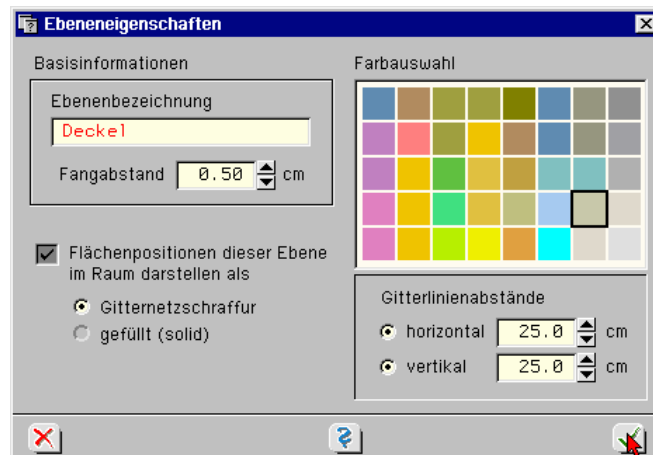 Ebeneneigenschaften
Basisinformationen
Ebenenbezeichnung
Deckel
Fangabstand 0.50 cm
Flächenpositionen dieser Ebene
im Raum darstellen als
Gitternetzschraffur
gefüllt (solid)
Farbauswahl
Gitterlinienabstände
horizontal 25.0 cm
vertikal 25.0 cm